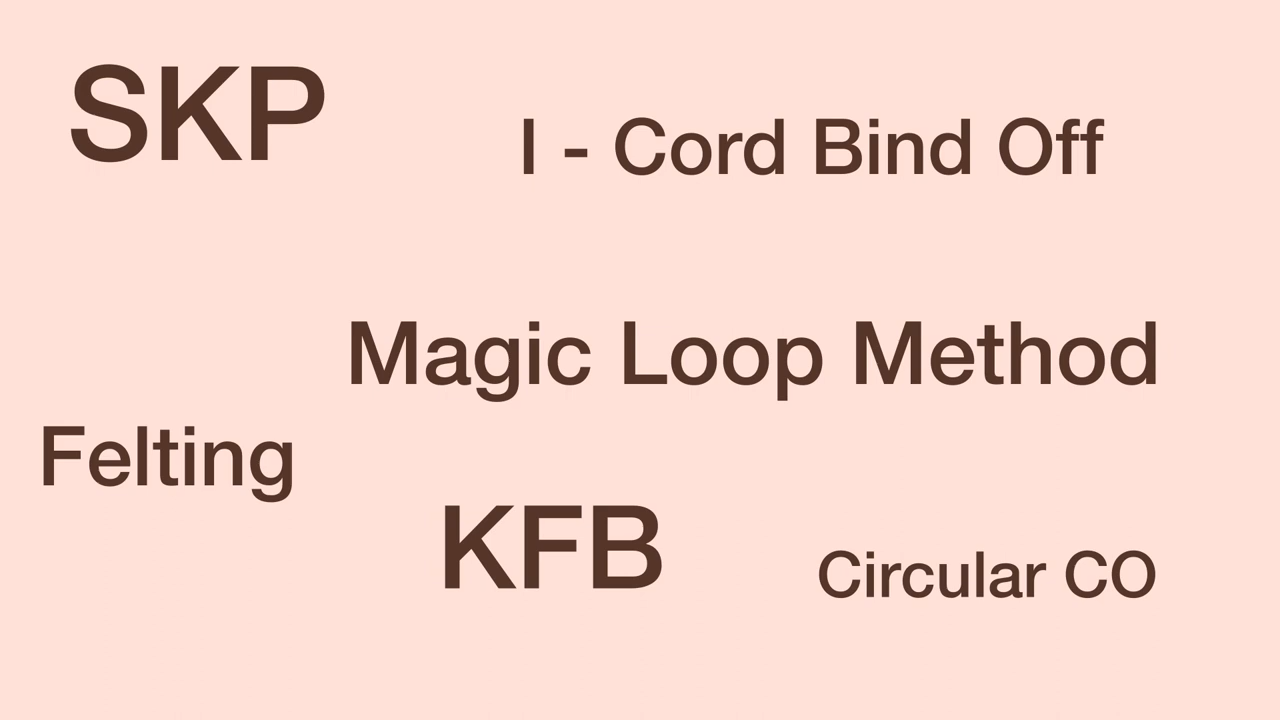 SKP
I - Cord Bind Off
Magic Loop Method
Felting
KFB
Circular CO